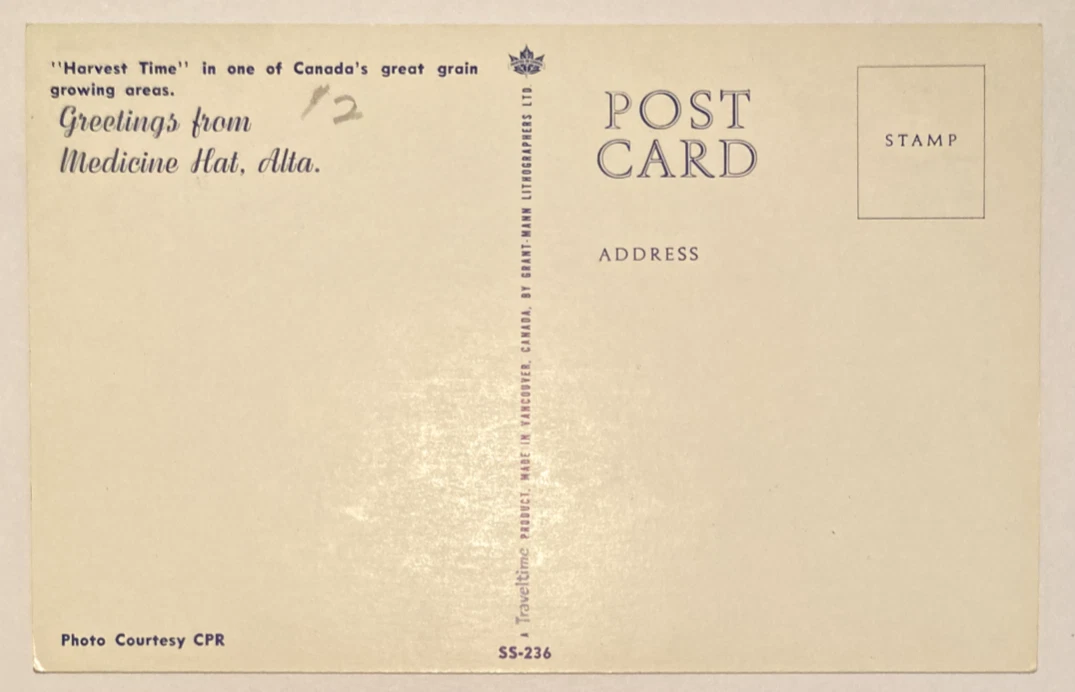 ''Harvest Time'' in one of Canada's great grain
growing areas.
12
Greetings from
Medicine Hat, Alta.
Photo Courtesy CPR
A Traveltime PRODUCT, MADE IN VANCOUVER, CANADA, BY GRANT-MANN LITHOGRAPHERS LTD.
SS-236
POST
CARD
STAMP
ADDRESS